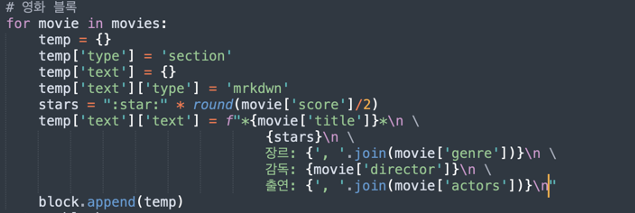 # 영화 블록
for movie in movies:
    temp = {}
    temp['type'] = 'section'
    temp['text'] = {}
    temp['text']['type'] = 'mrkdwn'
    stars = ":star:" * round(movie['score']/2)
    temp['text']['text'] = f"*{movie['title']}*\n \
                            {stars}\n \
                            장르: {', '.join(movie['genre'])}\n \
                            감독: {movie['director']}\n \
                            출연: {', '.join(movie['actors'])}\n"
    block.append(temp)